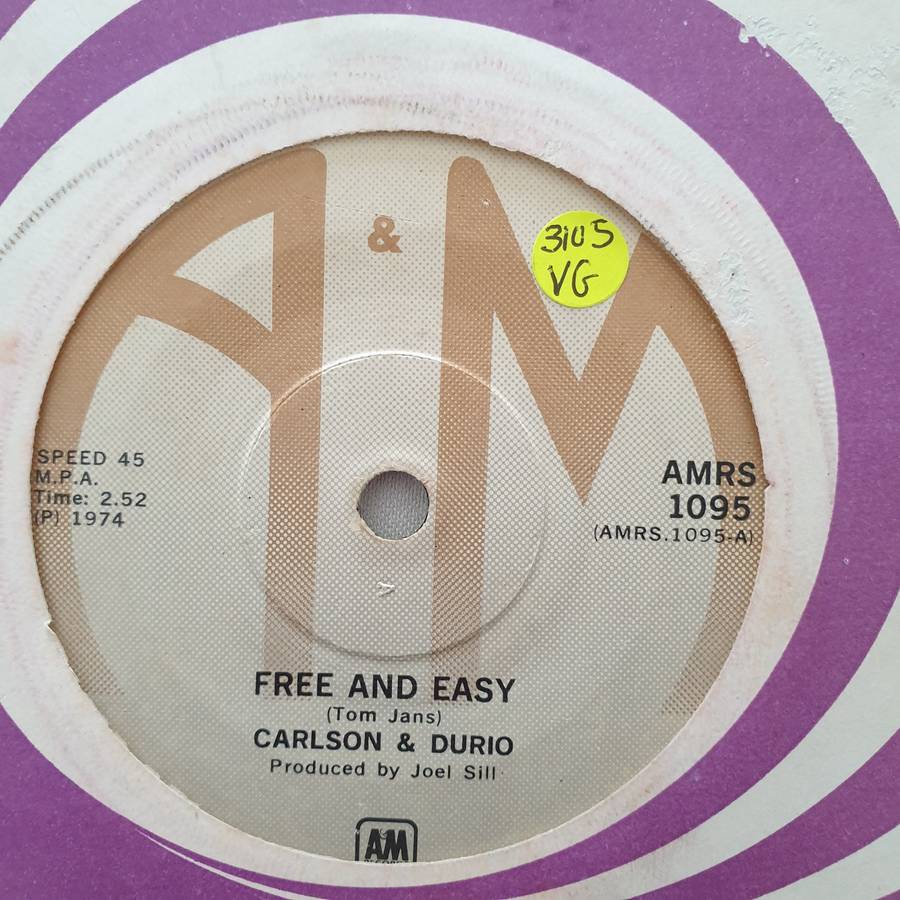 A & M
3105
VG
SPEED 45
M.P.A.
Time: 2.52
(P) 1974
AMRS
1095
(AMRS.1095-A)
V
FREE AND EASY
(Tom Jans)
CARLSON & DURIO
Produced by Joel Sill
A&M